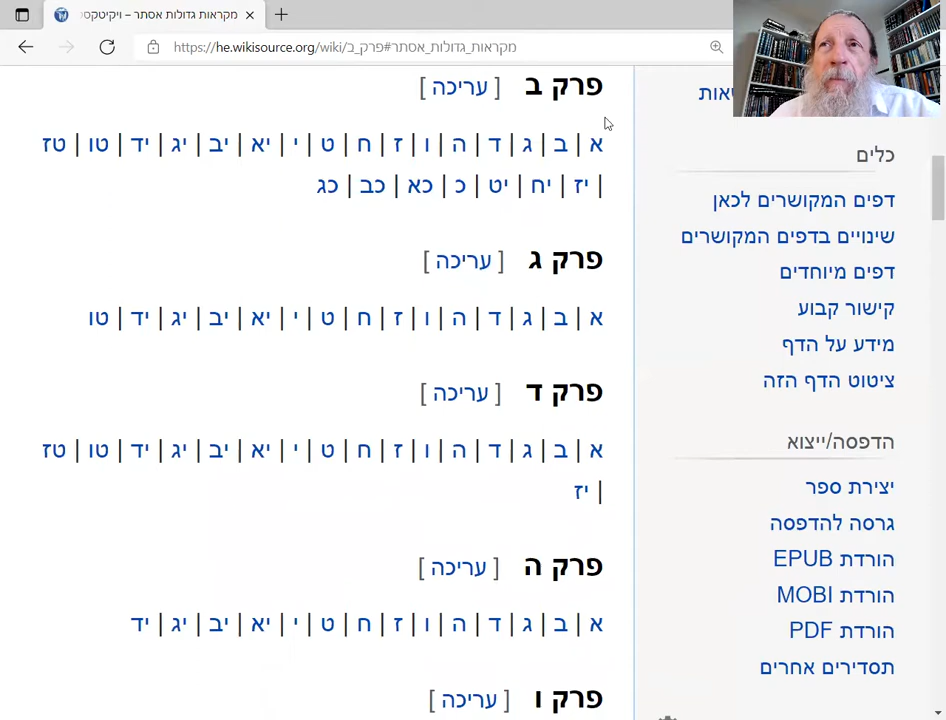 מקראות גדולות אסתר – ויקיטקס
https://he.wikisource.org/wiki/מקראות_גדולות_אסתר#פרק_ב
פרק ב [ עריכה ]
א | ב | ג | ד | ה | ו | ז | ח | ט | י | יא | יב | יג | יד | טו | טז
| יז | יח | יט | כ | כא | כב | כג
פרק ג [ עריכה ]
א | ב | ג | ד | ה | ו | ז | ח | ט | י | יא | יב | יג | יד | טו
פרק ד [ עריכה ]
א | ב | ג | ד | ה | ו | ז | ח | ט | י | יא | יב | יג | יד | טו | טז
| יז
פרק ה [ עריכה ]
א | ב | ג | ד | ה | ו | ז | ח | ט | י | יא | יב | יג | יד
פרק ו [ עריכה ]
שאות
כלים
דפים המקושרים לכאן
שינויים בדפים המקושרים
דפים מיוחדים
קישור קבוע
מידע על הדף
ציטוט הדף הזה
הדפסה/ייצוא
יצירת ספר
גרסה להדפסה
הורדת EPUB
הורדת MOBI
הורדת PDF
תסדירים אחרים